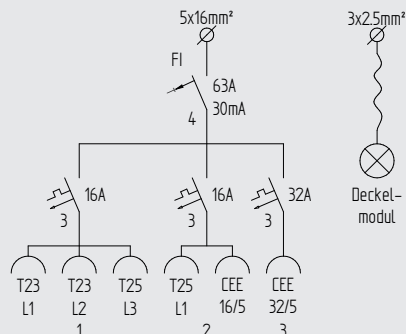 5x16mm²
3x2.5mm²
FI
63A
30mA
4
16A
16A
32A
3
3
3
Deckel-
modul
T23 T23 T25 T25 CEE CEE
L1 L2 L3 L1 16/5 32/5
1 2 3